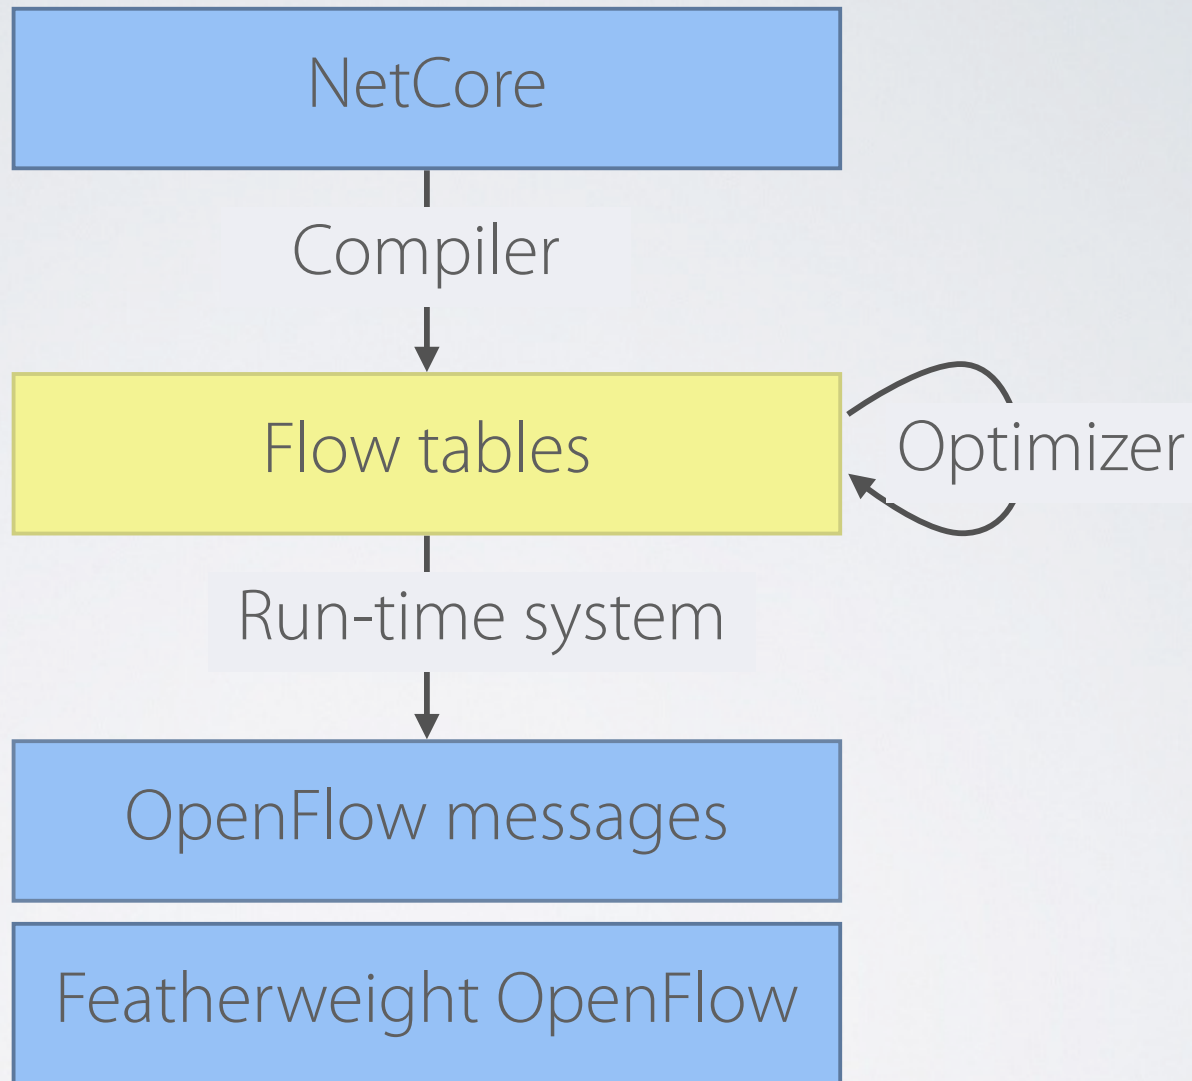 NetCore
Compiler
Flow tables
Optimizer
Run-time system
OpenFlow messages
Featherweight OpenFlow